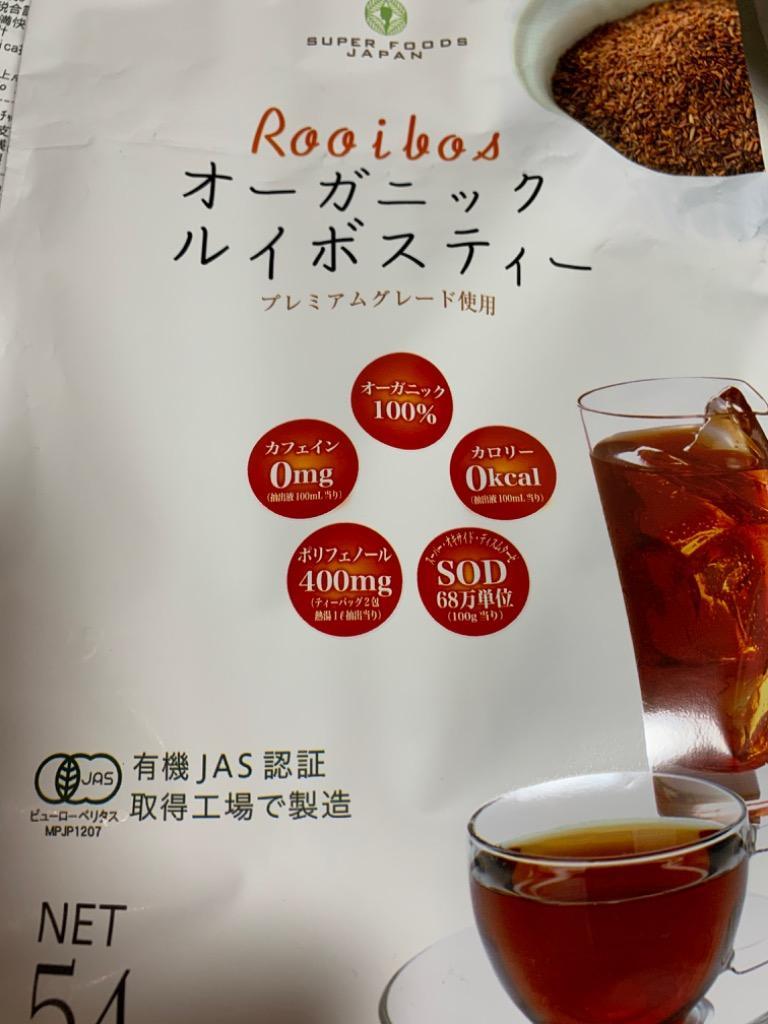 SUPER FOODS
JAPAN
Rooibos
オーガニック
ルイボスティー
プレミアムグレード使用
オーガニック
100%
カフェイン
0mg
(抽出液100mL当り)
カロリー
0kcal
(抽出液100mL当り)
ポリフェノール
400mg
(ティーバッグ2包
熱湯1ℓ抽出当り)
スーパー・オキサイド・ディスムターゼ
SOD
68万単位
(100g当り)
JAS
ビューローベリタス
MPJP1207
有機JAS認証
取得工場で製造
NET
54